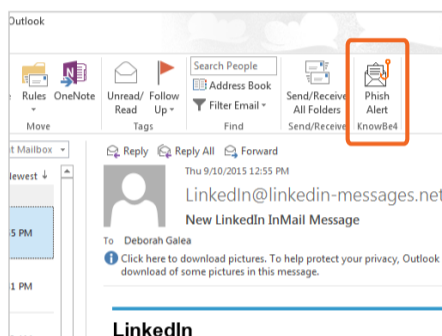 Outlook
Rules
OneNote
Unread/
Read
Follow
Up
Search People
Address Book
Filter Email
Send/Receive
All Folders
Phish
Alert
Move
Tags
Find
Send/Receive
KnowBe4
t Mailbox
Reply
Reply All
Forward
Newest ↓
Thu 9/10/2015 12:55 PM
LinkedIn@linkedin-messages.net
New LinkedIn InMail Message
5 PM
To Deborah Galea
Click here to download pictures. To help protect your privacy, Outlook
download of some pictures in this message.
1 PM
LinkedIn